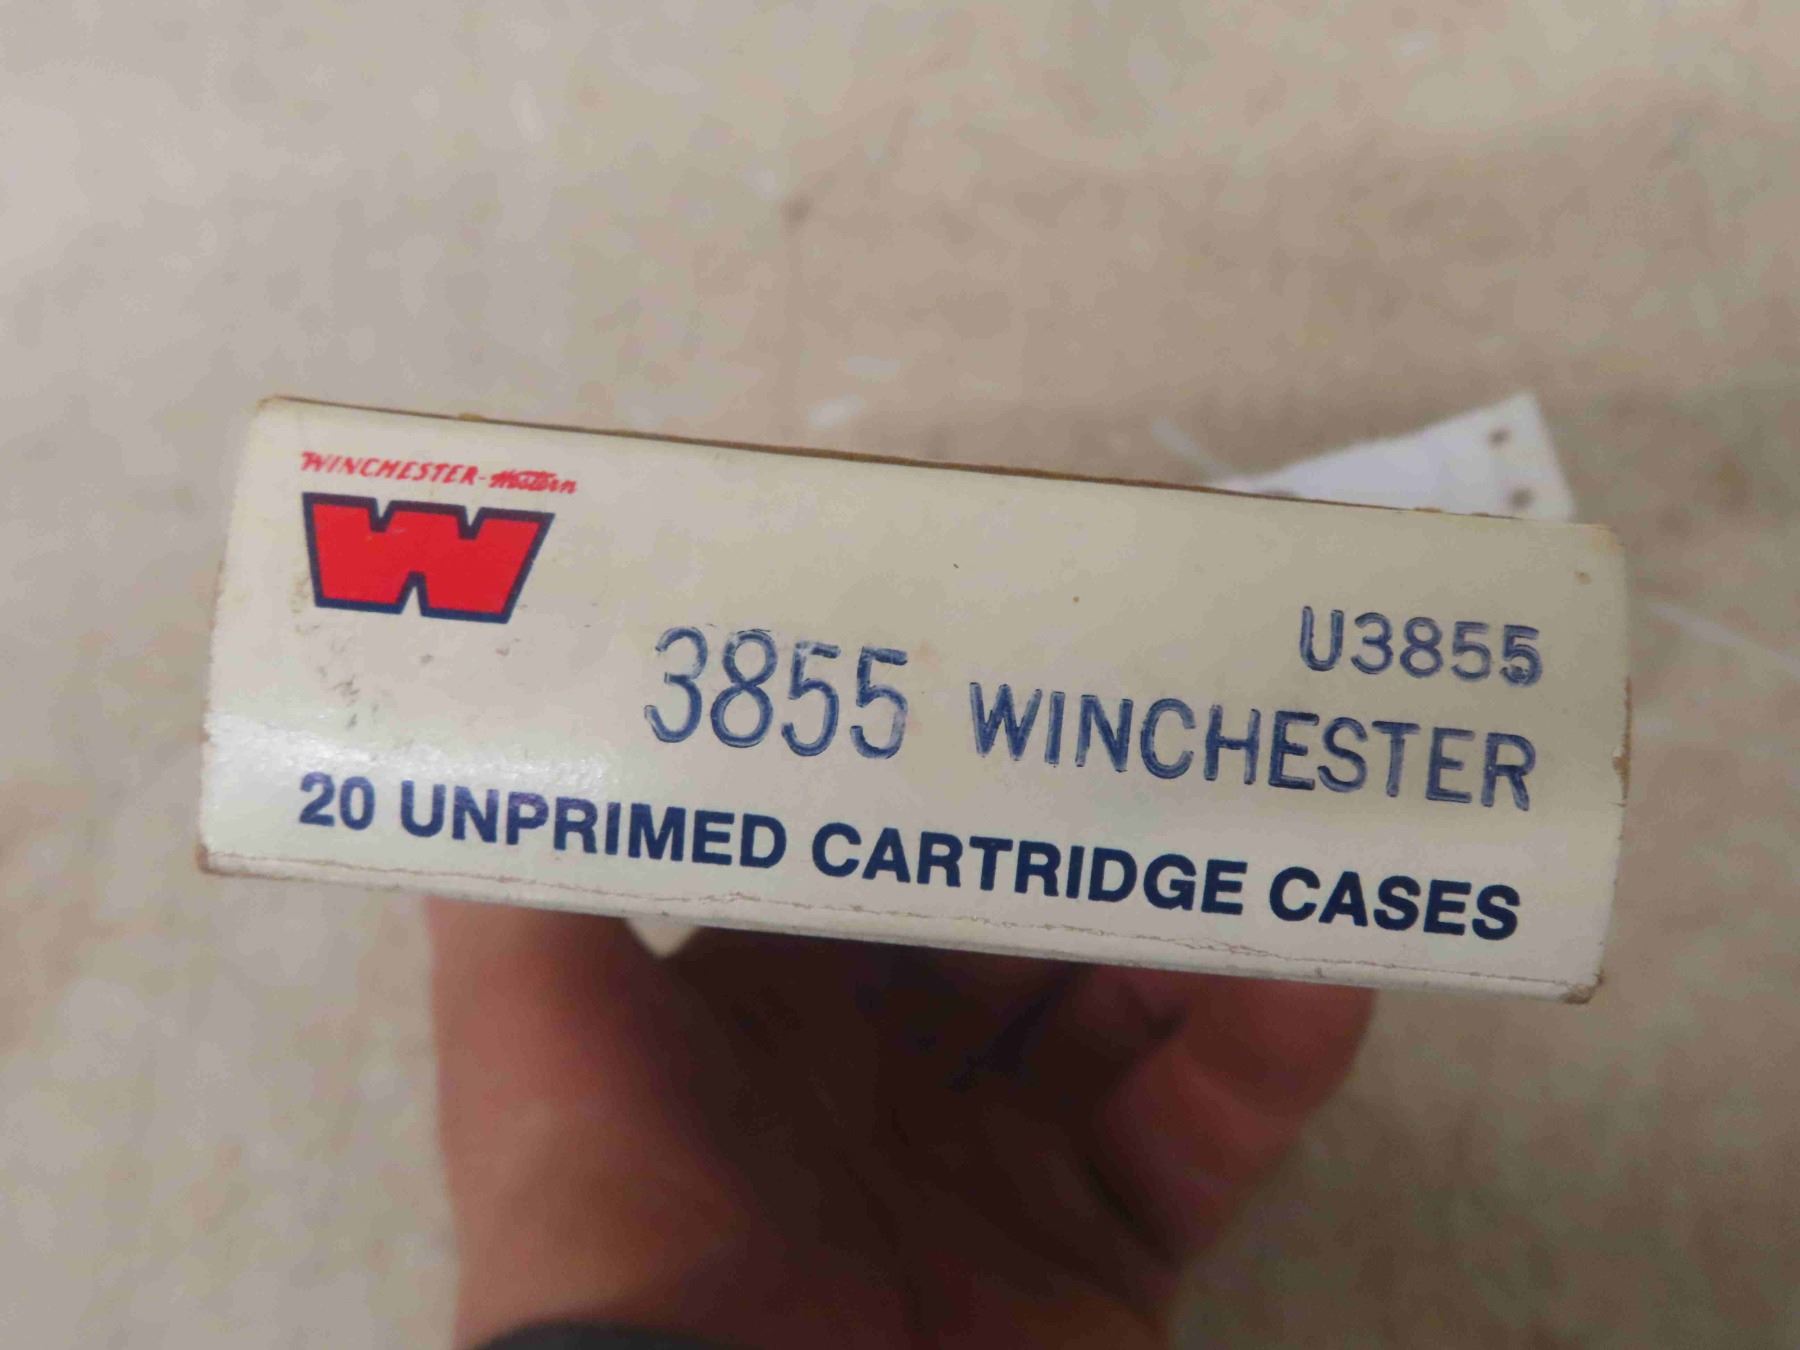 WINCHESTER-Western
W
U3855
3855 WINCHESTER
20 UNPRIMED CARTRIDGE CASES